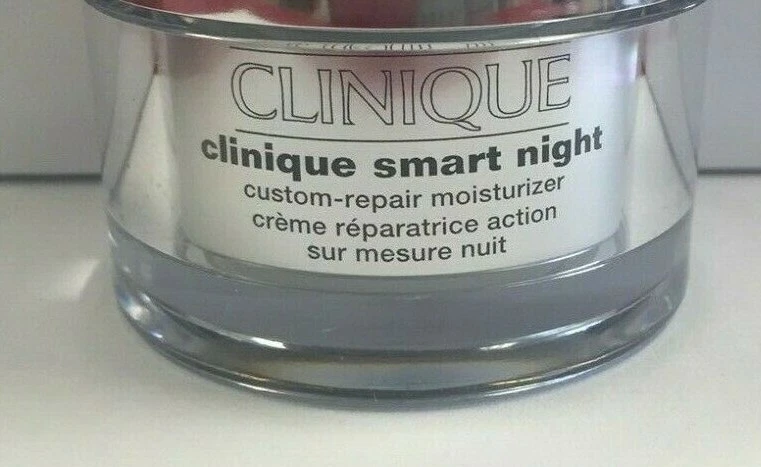 CLINIQUE
clinique smart night
custom-repair moisturizer
crème réparatrice action
sur mesure nuit